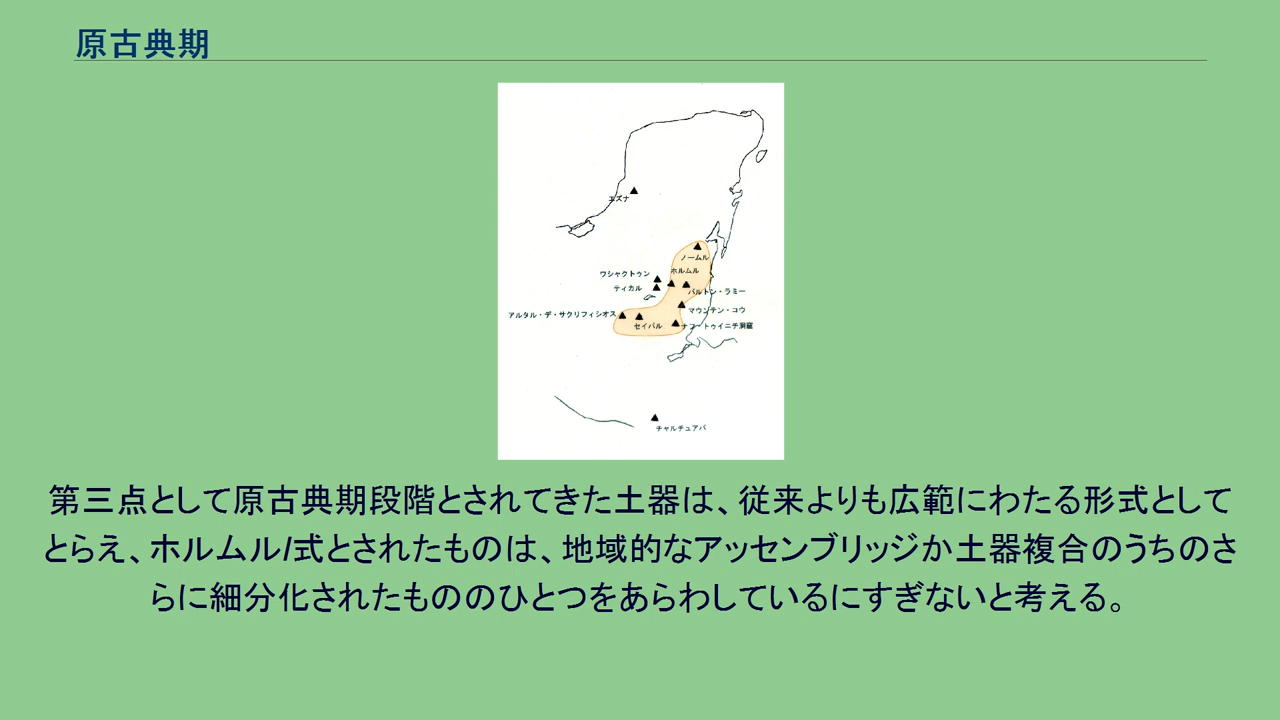 原古典期
エズナ
ノームル
ホルムル
ワシャクトゥン
ティカル
バルトン・ラミー
マウンテン・コウ
アルタル・デ・サクリフィシオス
セイバル
ナフ・トゥイニチ洞窟
チャルチュアパ
第三点として原古典期段階とされてきた土器は、従来よりも広範にわたる形式として
とらえ、ホルムルI式とされたものは、地域的なアッセンブリッジか土器複合のうちのさ
らに細分化されたもののひとつをあらわしているにすぎないと考える。